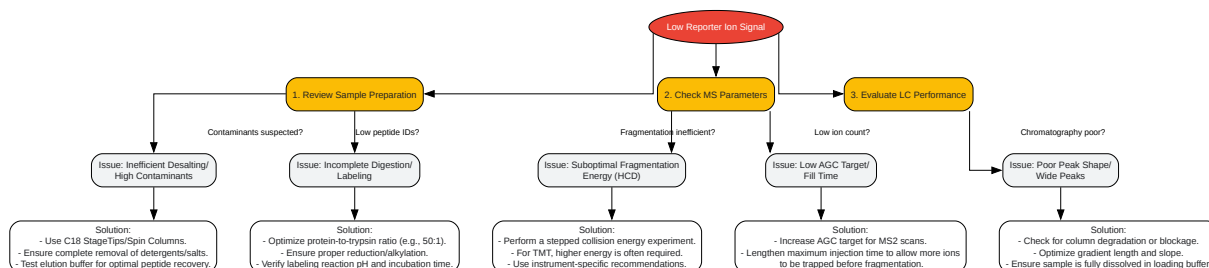 Low Reporter Ion Signal
1. Review Sample Preparation
2. Check MS Parameters
3. Evaluate LC Performance
Contaminants suspected?
Low peptide IDs?
Fragmentation inefficient?
Low ion count?
Chromatography poor?
Issue: Inefficient Desalting/
High Contaminants
Issue: Incomplete Digestion/
Labeling
Issue: Suboptimal Fragmentation
Energy (HCD)
Issue: Low AGC Target/
Fill Time
Issue: Poor Peak Shape/
Wide Peaks
Solution:
- Use C18 StageTips/Spin Columns.
- Ensure complete removal of detergents/salts.
- Test elution buffer for optimal peptide recovery.
Solution:
- Optimize protein-to-trypsin ratio (e.g., 50:1).
- Ensure proper reduction/alkylation.
- Verify labeling reaction pH and incubation time.
Solution:
- Perform a stepped collision energy experiment.
- For TMT, higher energy is often required.
- Use instrument-specific recommendations.
Solution:
- Increase AGC target for MS2 scans.
- Lengthen maximum injection time to allow more ions
to be trapped before fragmentation.
Solution:
- Check for column degradation or blockage.
- Optimize gradient length and slope.
- Ensure sample is fully dissolved in loading buffer.